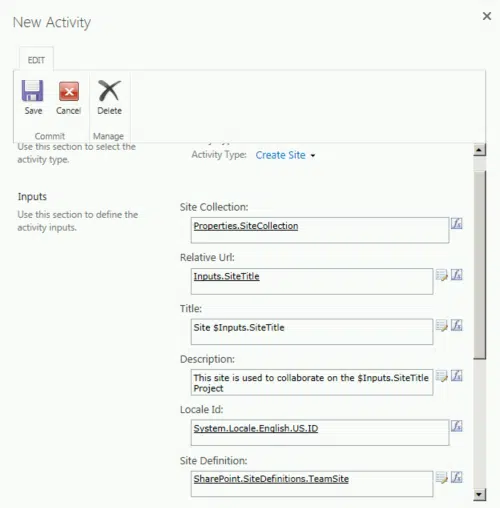 New Activity
EDIT
Save Cancel Delete
Commit Manage
Use this section to select the
activity type.
Activity Type: Create Site
Inputs
Use this section to define the
activity inputs.
Site Collection:
Properties.SiteCollection
Relative Url:
Inputs.SiteTitle
Title:
Site $Inputs.SiteTitle
Description:
This site is used to collaborate on the $Inputs.SiteTitle
Project
Locale Id:
System.Locale.English.US.ID
Site Definition:
SharePoint.SiteDefinitions.TeamSite